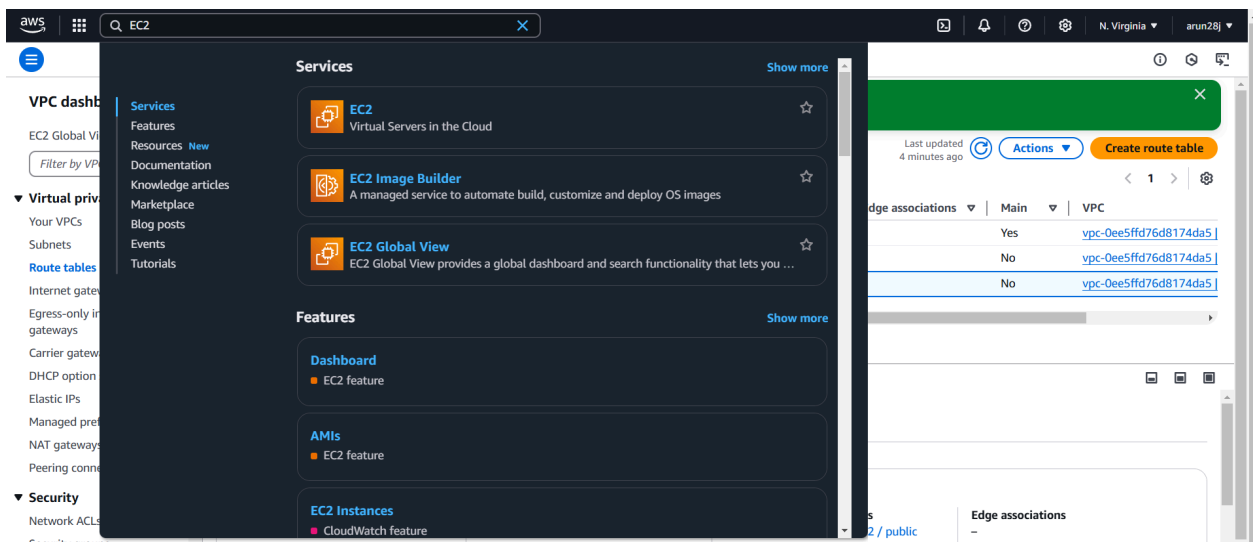 aws
EC2
N. Virginia
arun28j
VPC dashb
EC2 Global Vi
Filter by VP
Virtual priv
Your VPCs
Subnets
Route tables
Internet gatew
Egress-only in
gateways
Carrier gatew
DHCP option
Elastic IPs
Managed pref
NAT gateways
Peering conne
Security
Network ACLs
Services
Features
Resources New
Documentation
Knowledge articles
Marketplace
Blog posts
Events
Tutorials
Services Show more
EC2
Virtual Servers in the Cloud
EC2 Image Builder
A managed service to automate build, customize and deploy OS images
EC2 Global View
EC2 Global View provides a global dashboard and search functionality that lets you ...
Features Show more
Dashboard
EC2 feature
AMIs
EC2 feature
EC2 Instances
CloudWatch feature
Last updated
4 minutes ago
Actions
Create route table
1
dge associations Main VPC
Yes vpc-0ee5ffd76d8174da5 |
No vpc-0ee5ffd76d8174da5 |
No vpc-0ee5ffd76d8174da5 |
s Edge associations
2 / public –